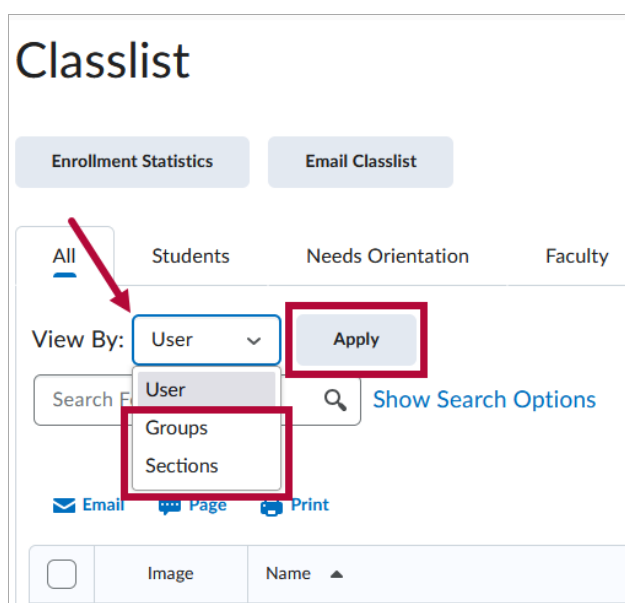 Classlist
Enrollment Statistics Email Classlist
All Students Needs Orientation Faculty
View By: User Apply
User
Search F Show Search Options
Groups
Sections
Email Page Print
Image Name